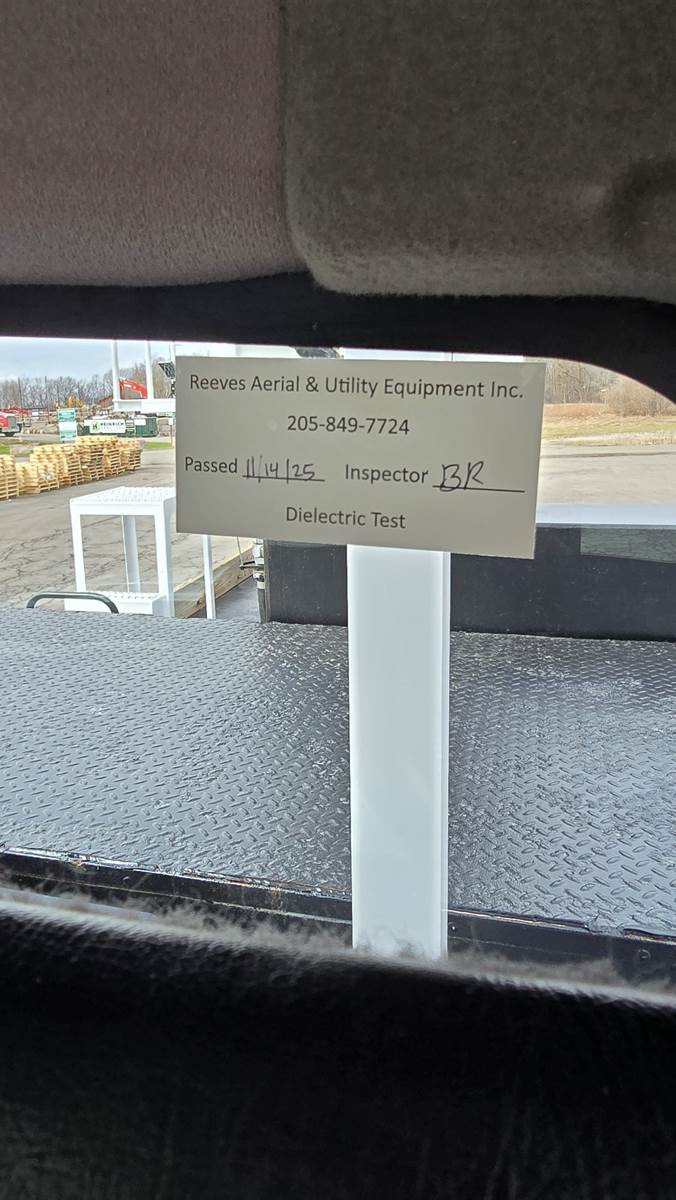 Reeves Aerial & Utility Equipment Inc.
205-849-7724
Passed 11/14/25 Inspector BR
Dielectric Test